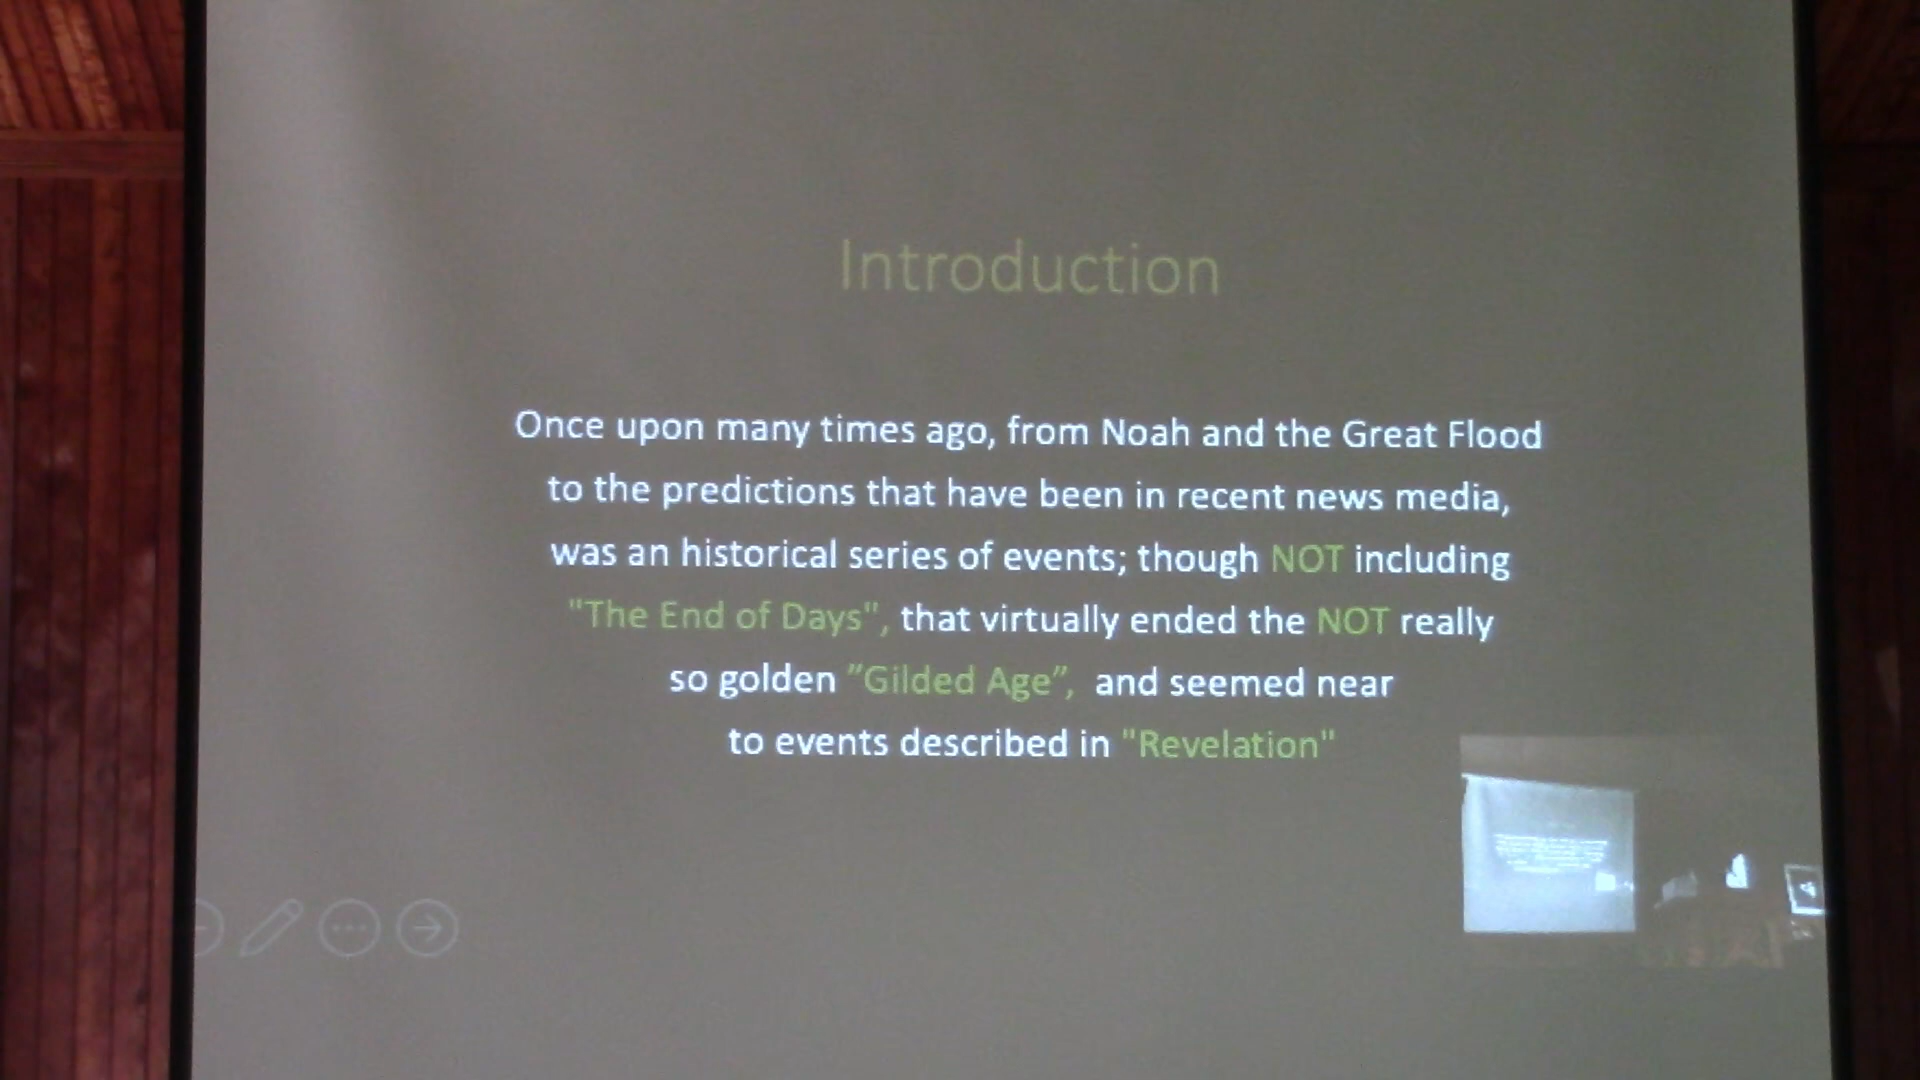 Introduction
Once upon many times ago, from Noah and the Great Flood
to the predictions that have been in recent news media,
was an historical series of events; though NOT including
"The End of Days", that virtually ended the NOT really
so golden "Gilded Age”, and seemed near
to events described in "Revelation"